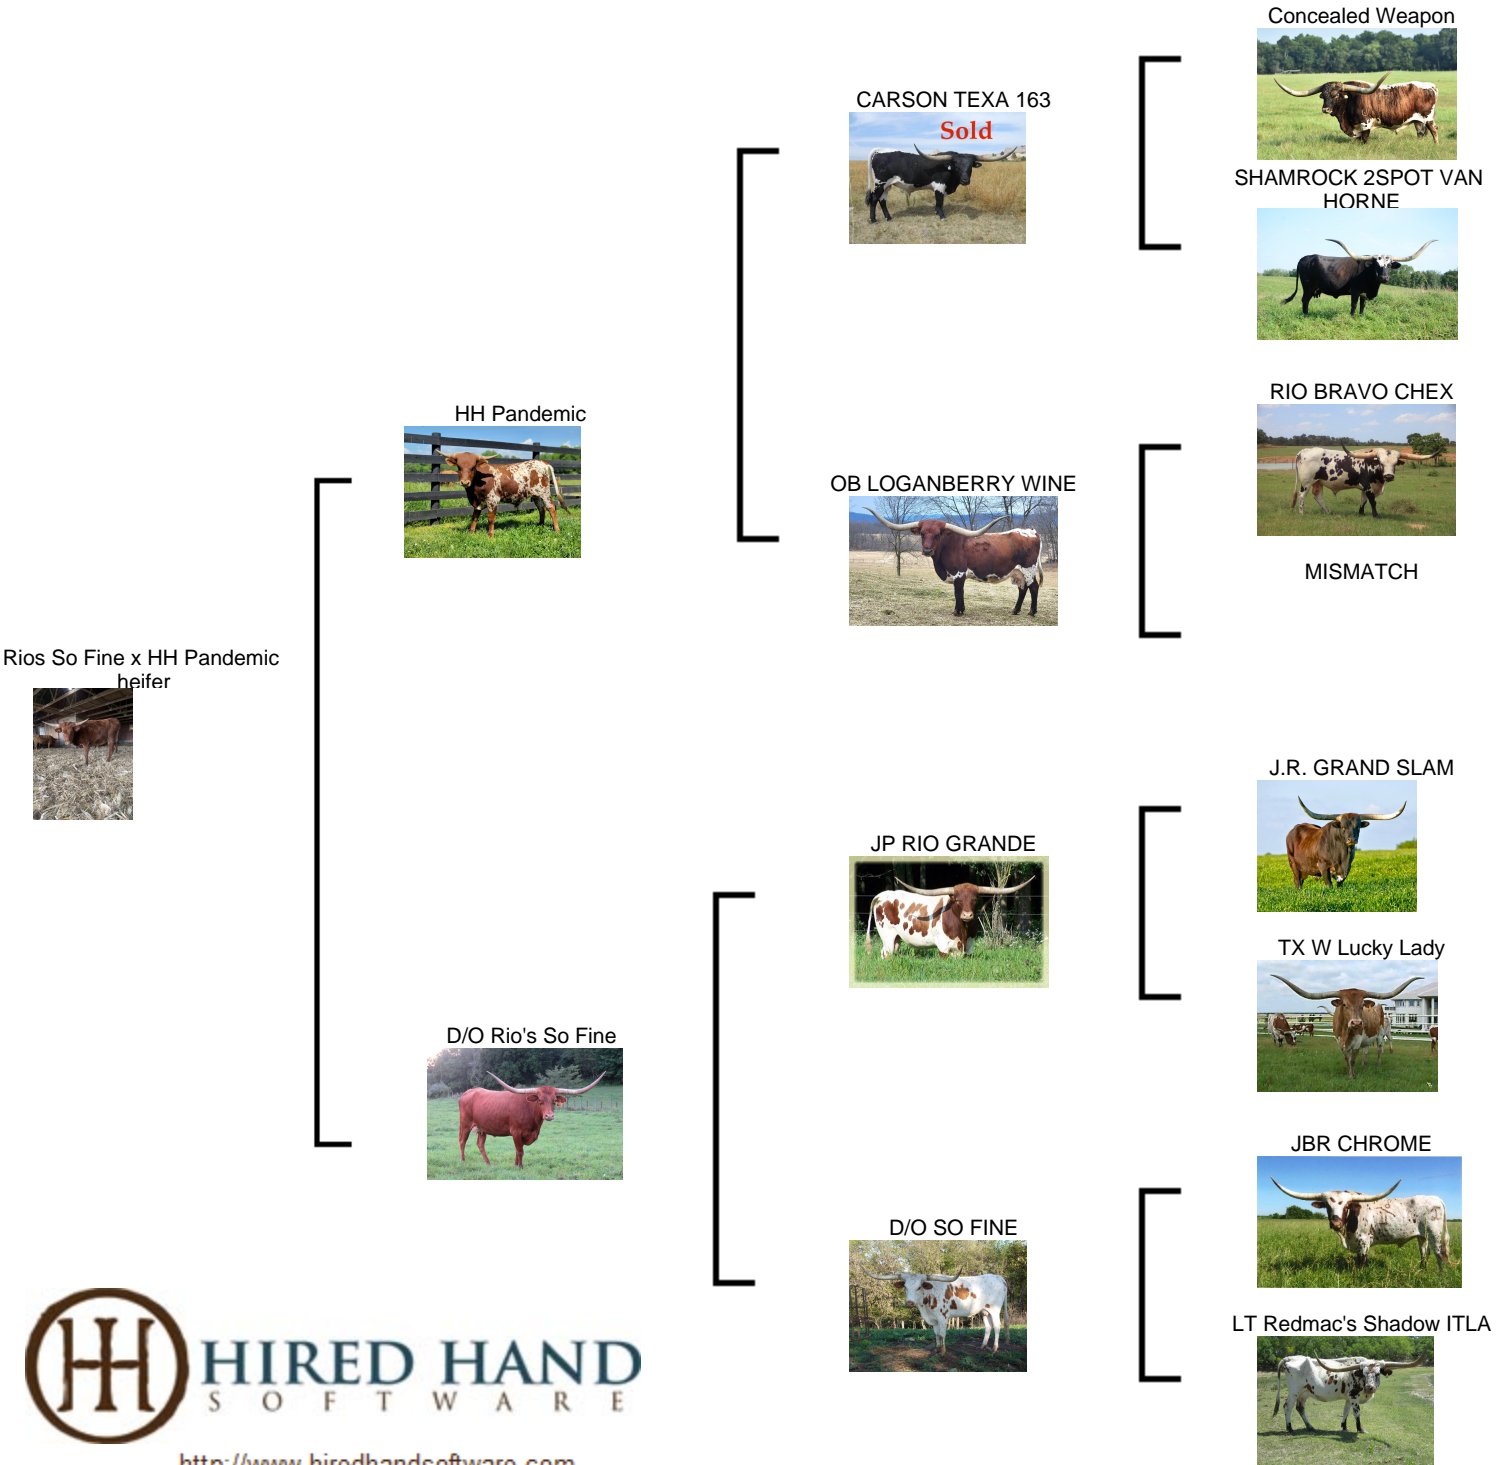 Concealed Weapon
CARSON TEXA 163
Sold
SHAMROCK 2SPOT VAN
HORNE
RIO BRAVO CHEX
HH Pandemic
OB LOGANBERRY WINE
MISMATCH
Rios So Fine x HH Pandemic
heifer
J.R. GRAND SLAM
JP RIO GRANDE
TX W Lucky Lady
D/O Rio's So Fine
JBR CHROME
D/O SO FINE
LT Redmac's Shadow ITLA
HIRED HAND
SOFTWARE
http://www.hiredhandsoftware.com